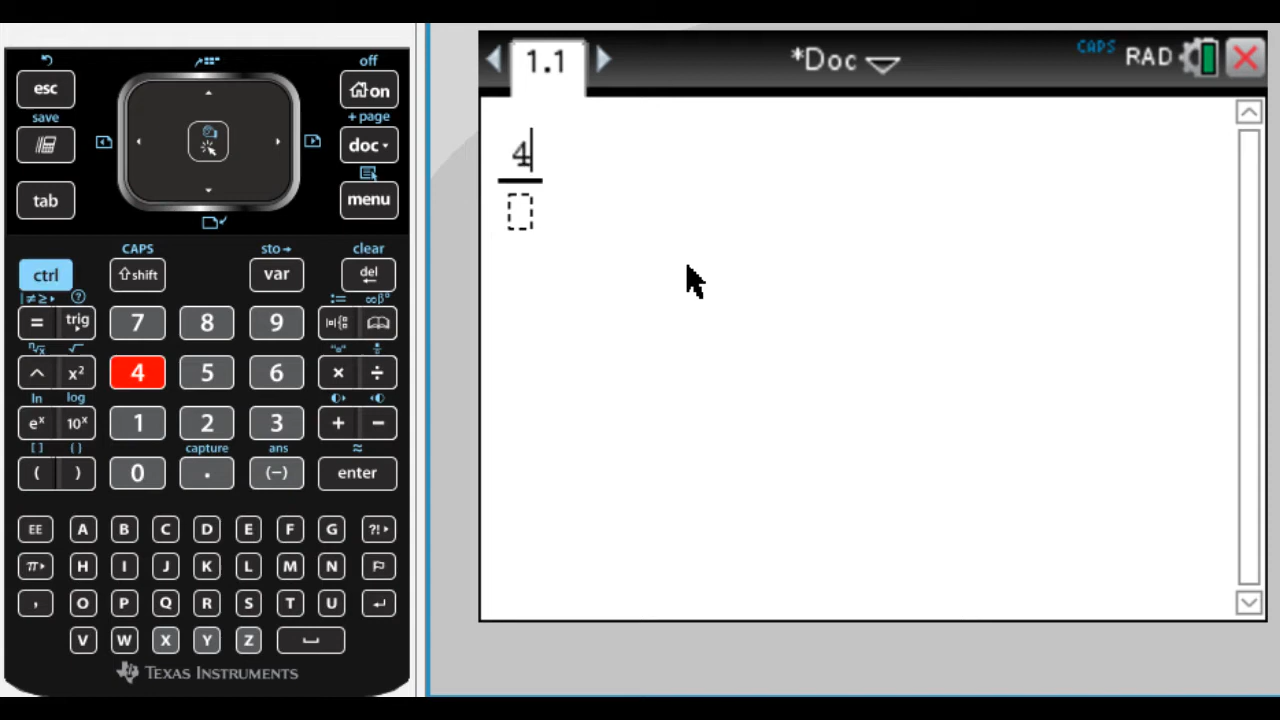 1.1 *Doc CAPS RAD
4
off
esc on
save + page
doc
tab menu
CAPS sto→ clear
ctrl ⇧shift var del
|≠≥▸ ? := ∞β°
= trig 7 8 9 |▫|{▫
ⁿ√x √
^ x² 4 5 6 × ÷
ln log
eˣ 10ˣ 1 2 3 + −
[ ] { } capture ans ≈
( ) 0 . (−) enter
EE A B C D E F G ?!▸
π▸ H I J K L M N
, O P Q R S T U ↵
V W X Y Z
TEXAS INSTRUMENTS